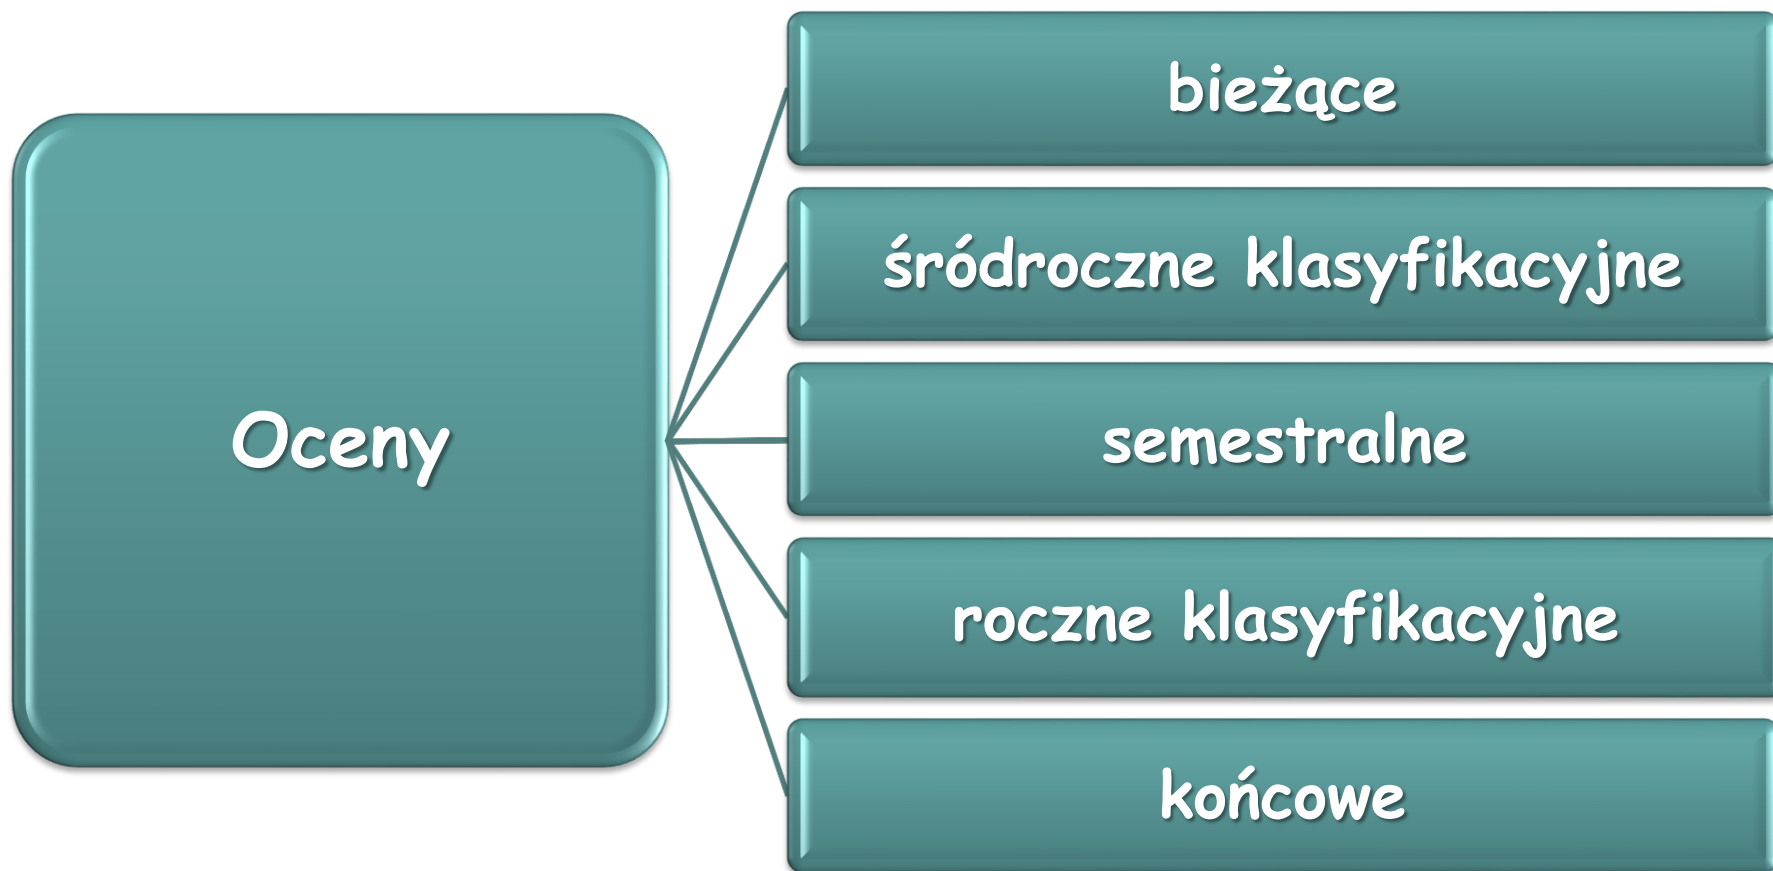 Oceny
bieżące
śródroczne klasyfikacyjne
semestralne
roczne klasyfikacyjne
końcowe